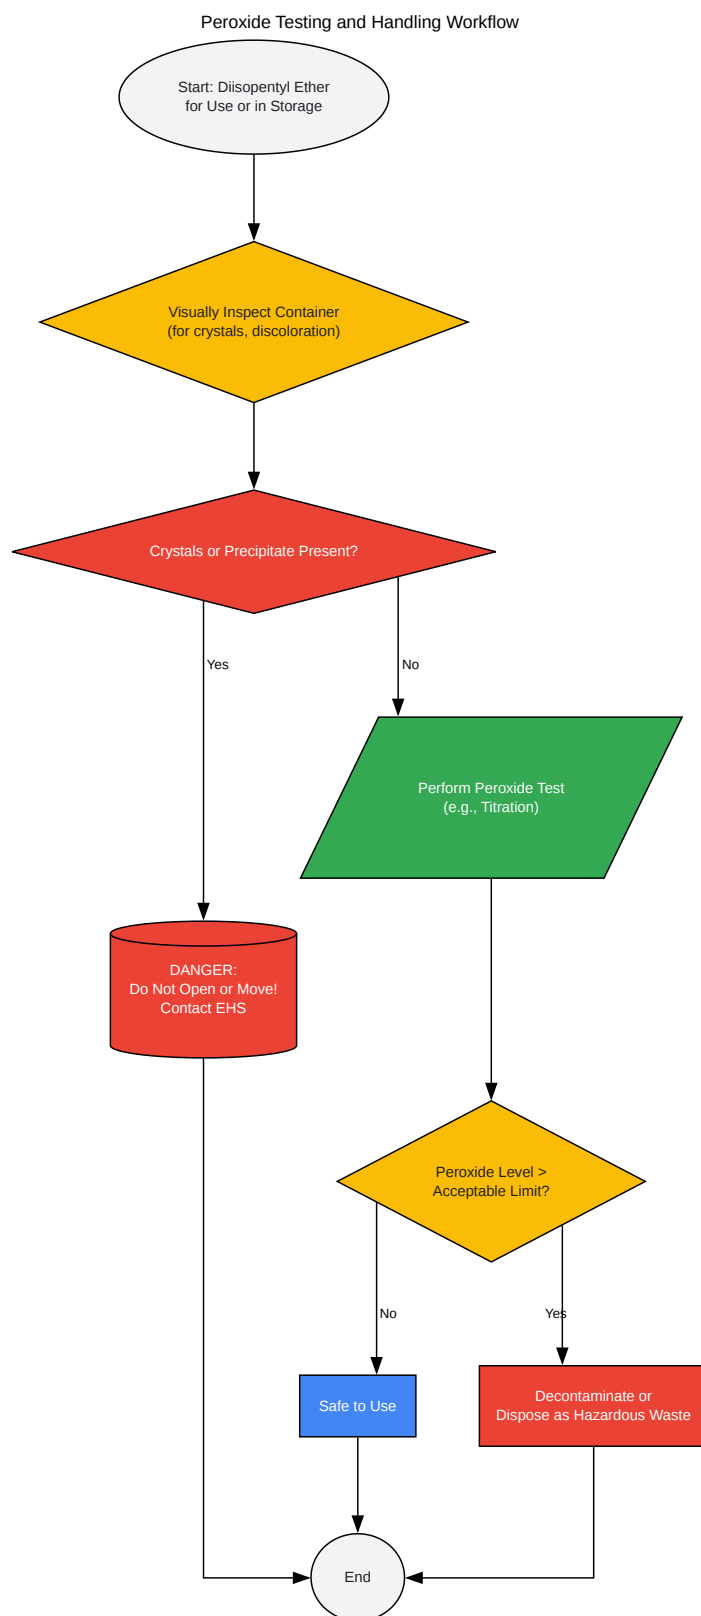 Peroxide Testing and Handling Workflow
Start: Diisopentyl Ether
for Use or in Storage
Visually Inspect Container
(for crystals, discoloration)
Crystals or Precipitate Present?
Yes
No
Perform Peroxide Test
(e.g., Titration)
DANGER:
Do Not Open or Move!
Contact EHS
Peroxide Level >
Acceptable Limit?
No
Yes
Safe to Use
Decontaminate or
Dispose as Hazardous Waste
End